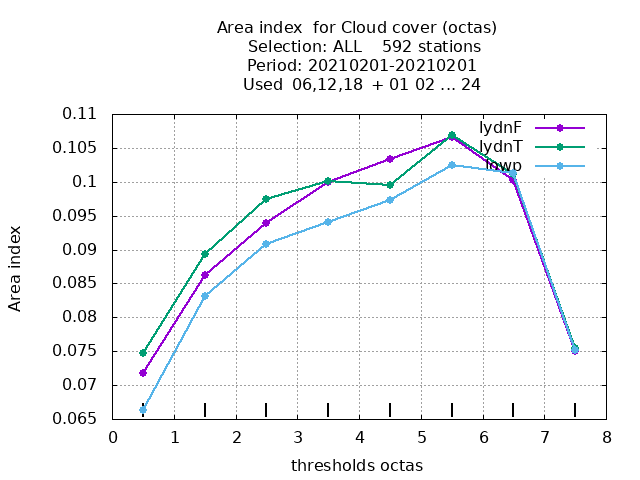 Area index  for Cloud cover (octas)
Selection: ALL    592 stations
Period: 20210201-20210201
Used  06,12,18  + 01 02 ... 24
0.11
0.105
0.1
0.095
0.09
0.085
0.08
0.075
0.07
0.065
Area index
lydnF
lydnT
0 1 2 3 4 5 6 7 8
thresholds octas